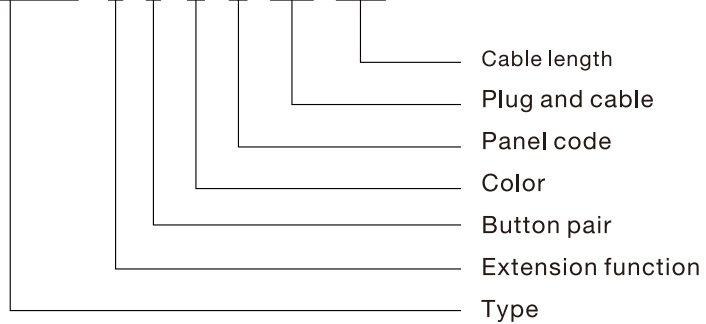 Cable length
Plug and cable
Panel code
Color
Button pair
Extension function
Type